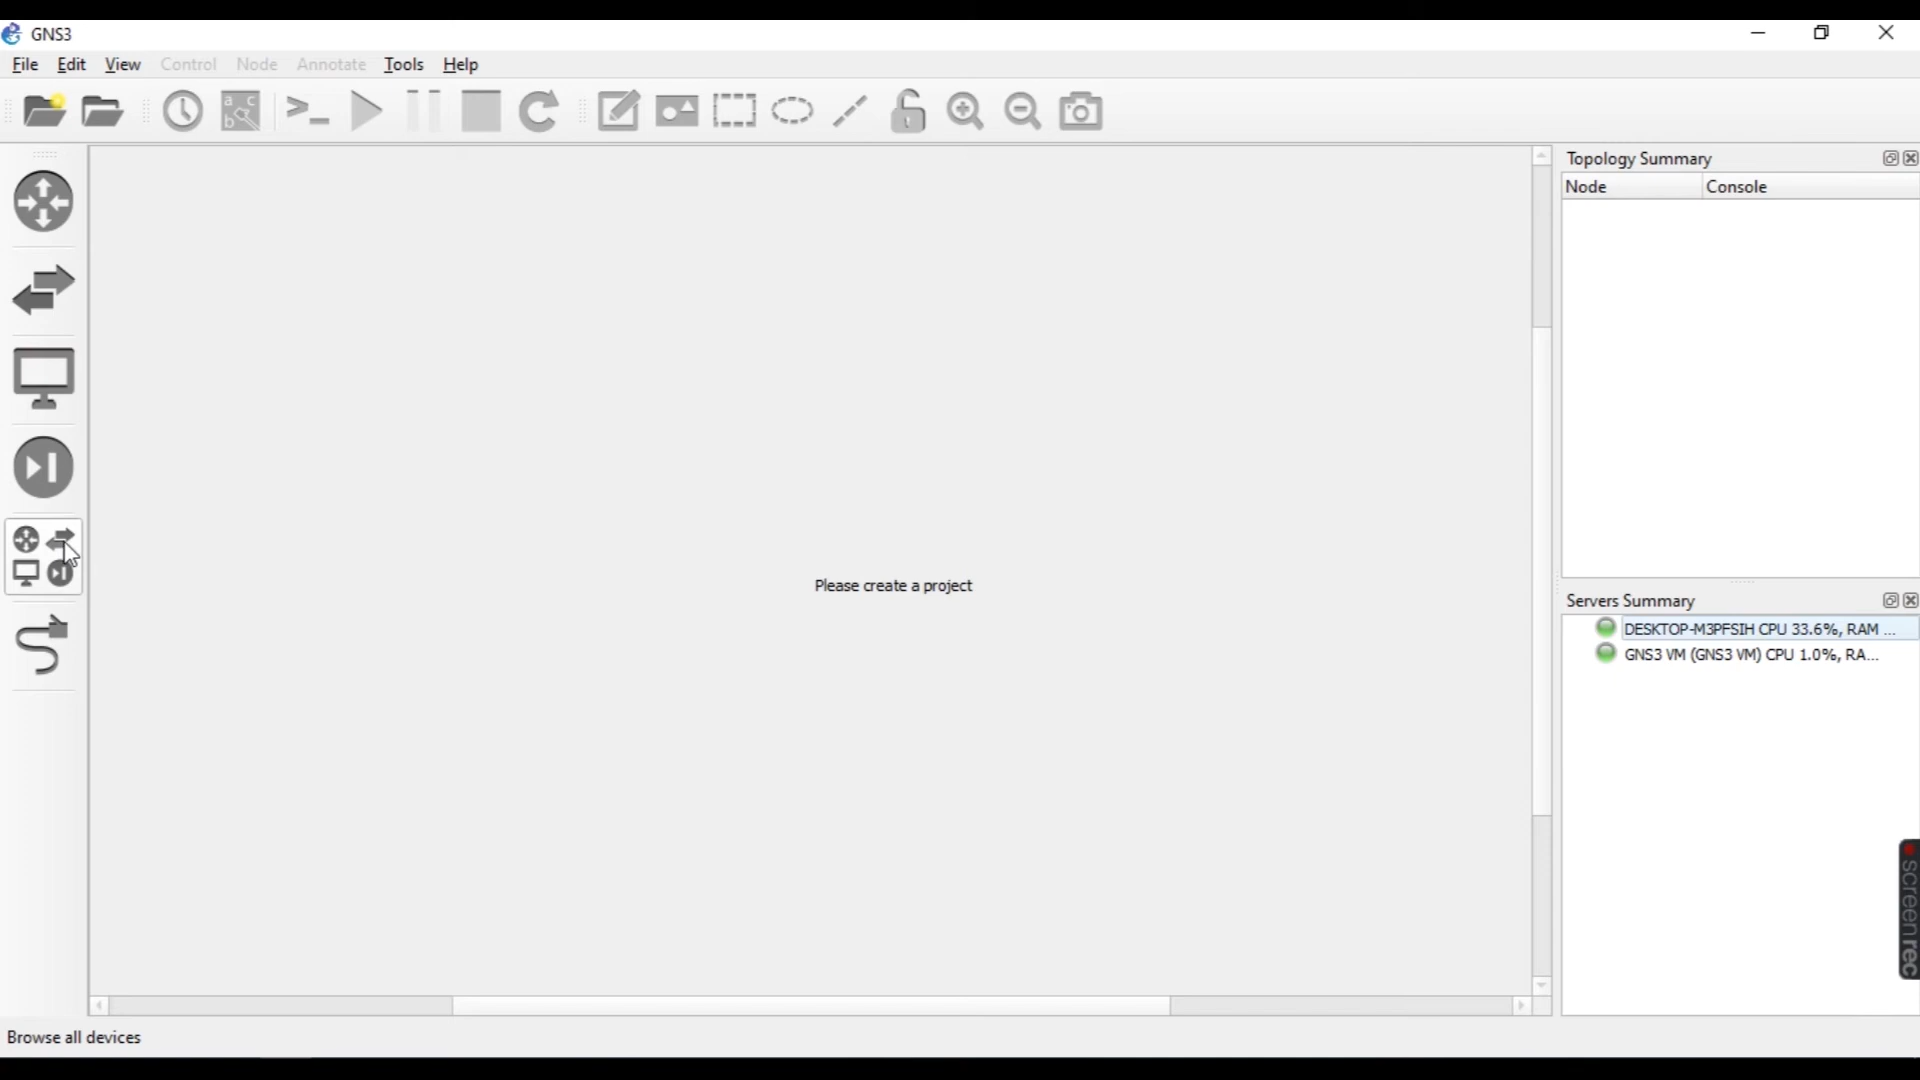 GNS3
File Edit View Control Node Annotate Tools Help
a c
b
>_
Topology Summary
Node Console
Please create a project
Servers Summary
DESKTOP-M3PFSIH CPU 33.6%, RAM ...
GNS3 VM (GNS3 VM) CPU 1.0%, RA...
screenrec
Browse all devices